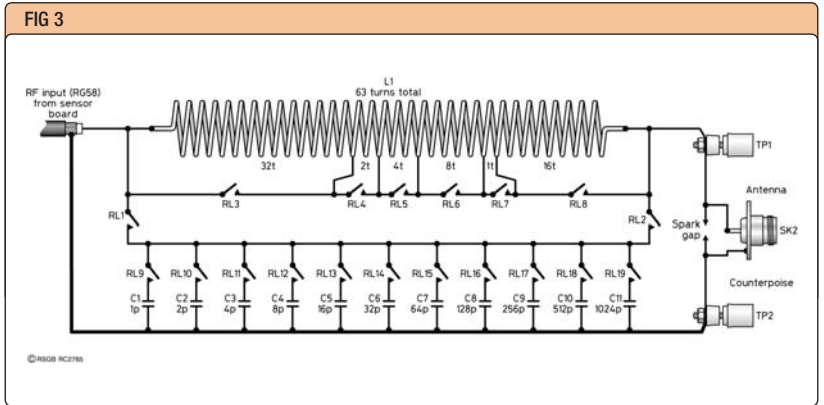 FIG 3
L1
63 turns total
RF input (RG58)
from sensor
board
32t
2t
4t
8t
1t
16t
TP1
RL3
RL4
RL5
RL6
RL7
RL8
Antenna
RL1
RL2
Spark
gap
SK2
RL9
RL10
RL11
RL12
RL13
RL14
RL15
RL16
RL17
RL18
RL19
Counterpoise
C1
1p
C2
2p
C3
4p
C4
8p
C5
16p
C6
32p
C7
64p
C8
128p
C9
256p
C10
512p
C11
1024p
TP2
©RSGB RC2765